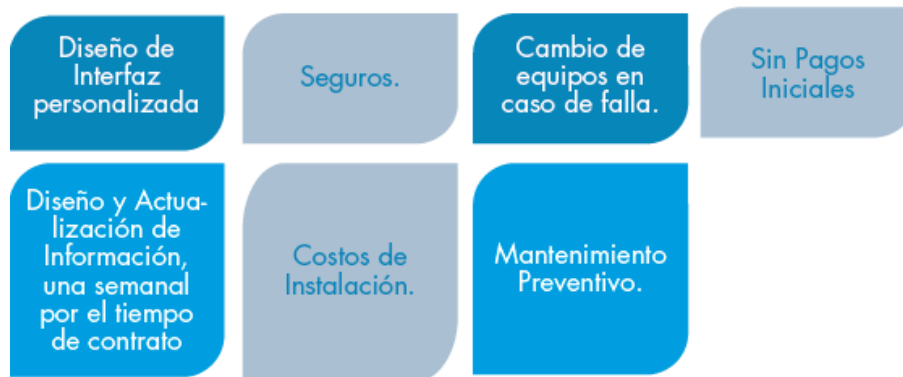 Diseño de
Interfaz
personalizada
Seguros.
Cambio de
equipos en
caso de falla.
Sin Pagos
Iniciales
Diseño y Actua-
lización de
Información,
una semanal
por el tiempo
de contrato
Costos de
Instalación.
Mantenimiento
Preventivo.